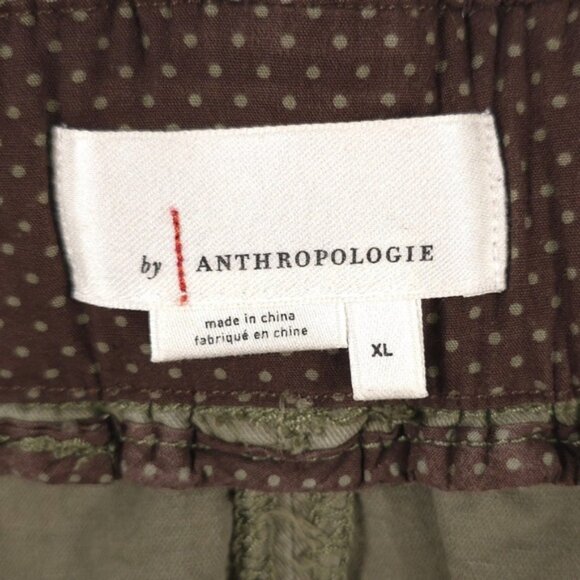 by ANTHROPOLOGIE
made in china
fabriqué en chine
XL